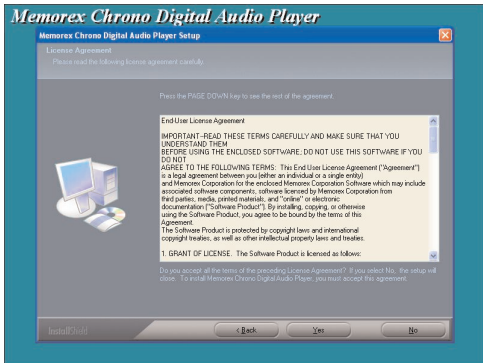 Memorex Chrono Digital Audio Player
Memorex Chrono Digital Audio Player Setup
License Agreement
Please read the following license agreement carefully.
Press the PAGE DOWN key to see the rest of the agreement.
End-User License Agreement
IMPORTANT–READ THESE TERMS CAREFULLY AND MAKE SURE THAT YOU
UNDERSTAND THEM
BEFORE USING THE ENCLOSED SOFTWARE; DO NOT USE THIS SOFTWARE IF YOU
DO NOT
AGREE TO THE FOLLOWING TERMS: This End User License Agreement ("Agreement")
is a legal agreement between you (either an individual or a single entity)
and Memorex Corporation for the enclosed Memorex Corporation Software which may include
associated software components, software licensed by Memorex Corporation from
third parties, media, printed materials, and "online" or electronic
documentation ("Software Product"). By installing, copying, or otherwise
using the Software Product, you agree to be bound by the terms of this
Agreement.
The Software Product is protected by copyright laws and international
copyright treaties, as well as other intellectual property laws and treaties.
1. GRANT OF LICENSE. The Software Product is licensed as follows:
Do you accept all the terms of the preceding License Agreement? If you select No, the setup will
close. To install Memorex Chrono Digital Audio Player, you must accept this agreement.
InstallShield
< Back
Yes
No